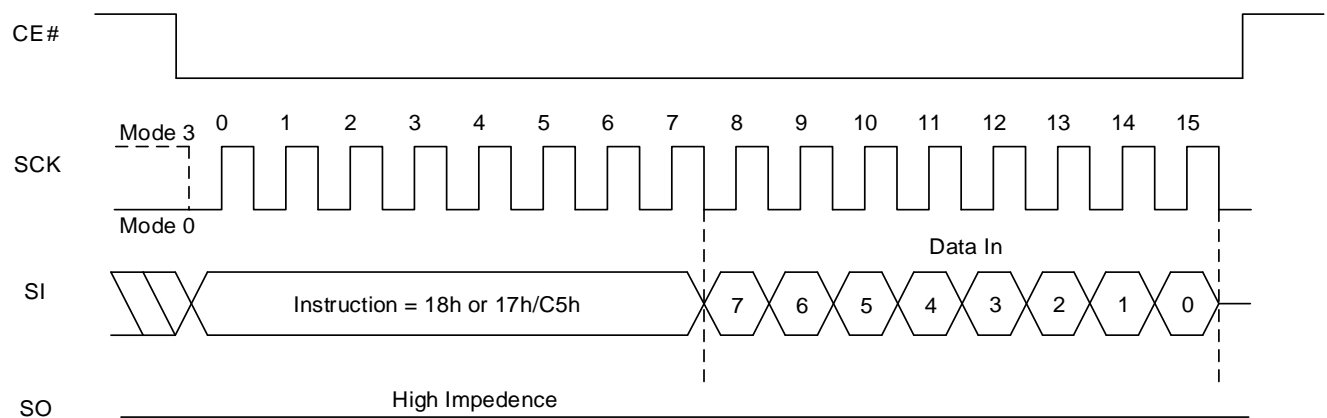 CE#
0 1 2 3 4 5 6 7 8 9 10 11 12 13 14 15
Mode 3
SCK
Mode 0
Data In
SI
Instruction = 18h or 17h/C5h
7 6 5 4 3 2 1 0
High Impedence
SO